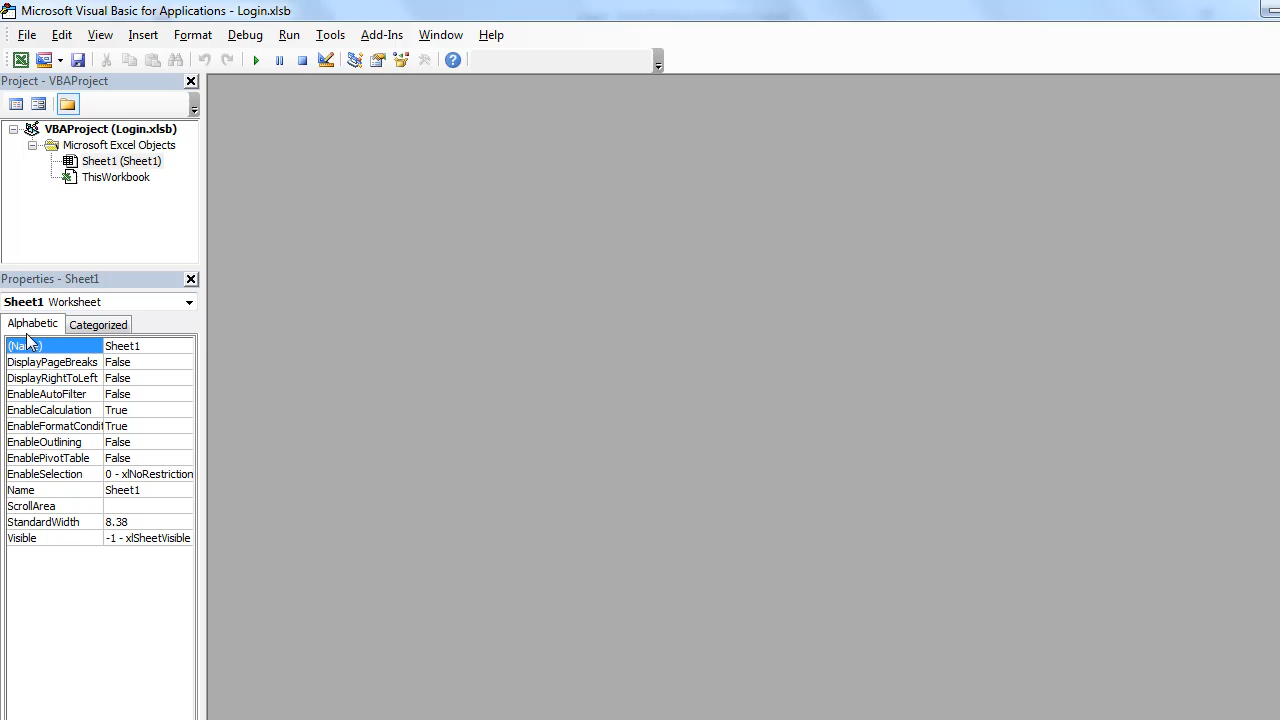 Microsoft Visual Basic for Applications - Login.xlsb
File Edit View Insert Format Debug Run Tools Add-Ins Window Help
Project - VBAProject
VBAProject (Login.xlsb)
Microsoft Excel Objects
Sheet1 (Sheet1)
ThisWorkbook
Properties - Sheet1
Sheet1 Worksheet
Alphabetic Categorized
(Name) Sheet1
DisplayPageBreaks False
DisplayRightToLeft False
EnableAutoFilter False
EnableCalculation True
EnableFormatCondit True
EnableOutlining False
EnablePivotTable False
EnableSelection 0 - xlNoRestriction
Name Sheet1
ScrollArea
StandardWidth 8.38
Visible -1 - xlSheetVisible